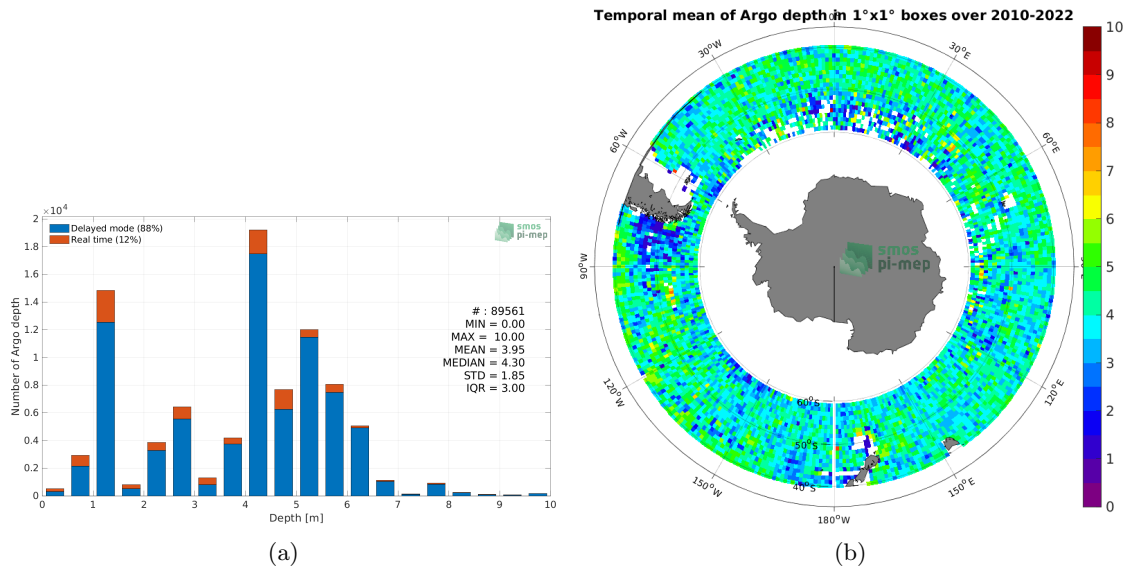 ×10⁴
2
1.8
1.6
1.4
1.2
1
0.8
0.6
0.4
0.2
0
Number of Argo depth
Delayed mode (88%)
Real time (12%)
smos
pi-mep
# : 89561
MIN = 0.00
MAX = 10.00
MEAN = 3.95
MEDIAN = 4.30
STD = 1.85
IQR = 3.00
0 1 2 3 4 5 6 7 8 9 10
Depth [m]
(a)
Temporal mean of Argo depth in 1°x1° boxes over 2010-2022
30°W
30°E
60°W
60°E
90°W
smos
pi-mep
120°W
120°E
60°S
50°S
40°S
150°W
150°E
180°W
10
9
8
7
6
5
4
3
2
1
0
(b)